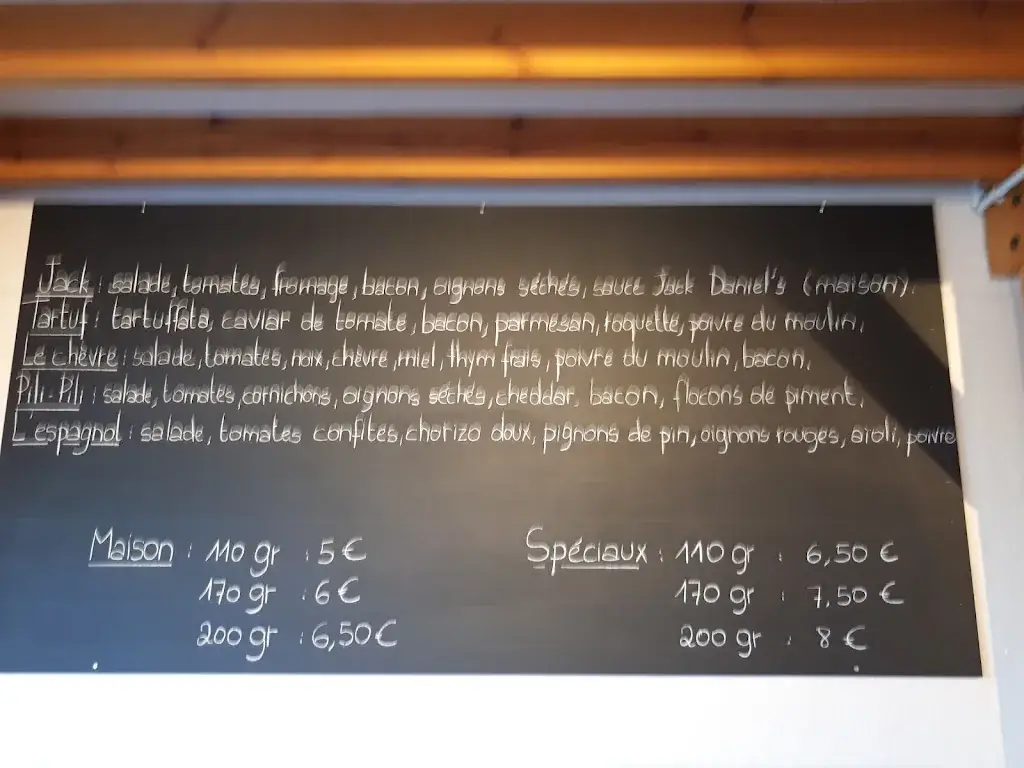 Jack : salade, tomates, fromage, bacon, oignons séchés, sauce Jack Daniel's (maison).
Tartuf : tartuffata, caviar de tomate, bacon, parmesan, roquette, poivre du moulin,
Le chèvre : salade, tomates, noix, chèvre, miel, thym frais, poivre du moulin, bacon,
Pili-Pili : salade, tomates, cornichons, oignons séchés, cheddar, bacon, flocons de piment.
L'espagnol : salade, tomates confites, chorizo doux, pignons de pin, oignons rouges, aïoli, poivre
Maison : 110 gr : 5 € Spéciaux : 110 gr : 6,50 €
170 gr : 6 € 170 gr : 7,50 €
200 gr : 6,50 € 200 gr : 8 €